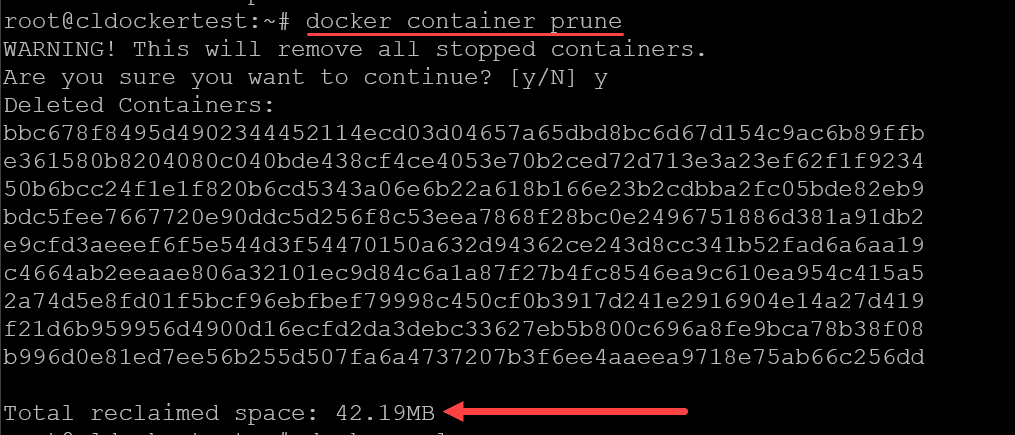 root@cldockertest:~# docker container prune
WARNING! This will remove all stopped containers.
Are you sure you want to continue? [y/N] y
Deleted Containers:
bbc678f8495d4902344452114ecd03d04657a65dbd8bc6d67d154c9ac6b89ffb
e361580b8204080c040bde438cf4ce4053e70b2ced72d713e3a23ef62f1f9234
50b6bcc24f1e1f820b6cd5343a06e6b22a618b166e23b2cdbba2fc05bde82eb9
bdc5fee7667720e90ddc5d256f8c53eea7868f28bc0e2496751886d381a91db2
e9cfd3aeeef6f5e544d3f54470150a632d94362ce243d8cc341b52fad6a6aa19
c4664ab2eeaae806a32101ec9d84c6a1a87f27b4fc8546ea9c610ea954c415a5
2a74d5e8fd01f5bcf96ebfbef79998c450cf0b3917d241e2916904e14a27d419
f21d6b959956d4900d16ecfd2da3debc33627eb5b800c696a8fe9bca78b38f08
b996d0e81ed7ee56b255d507fa6a4737207b3f6ee4aaeea9718e75ab66c256dd
Total reclaimed space: 42.19MB